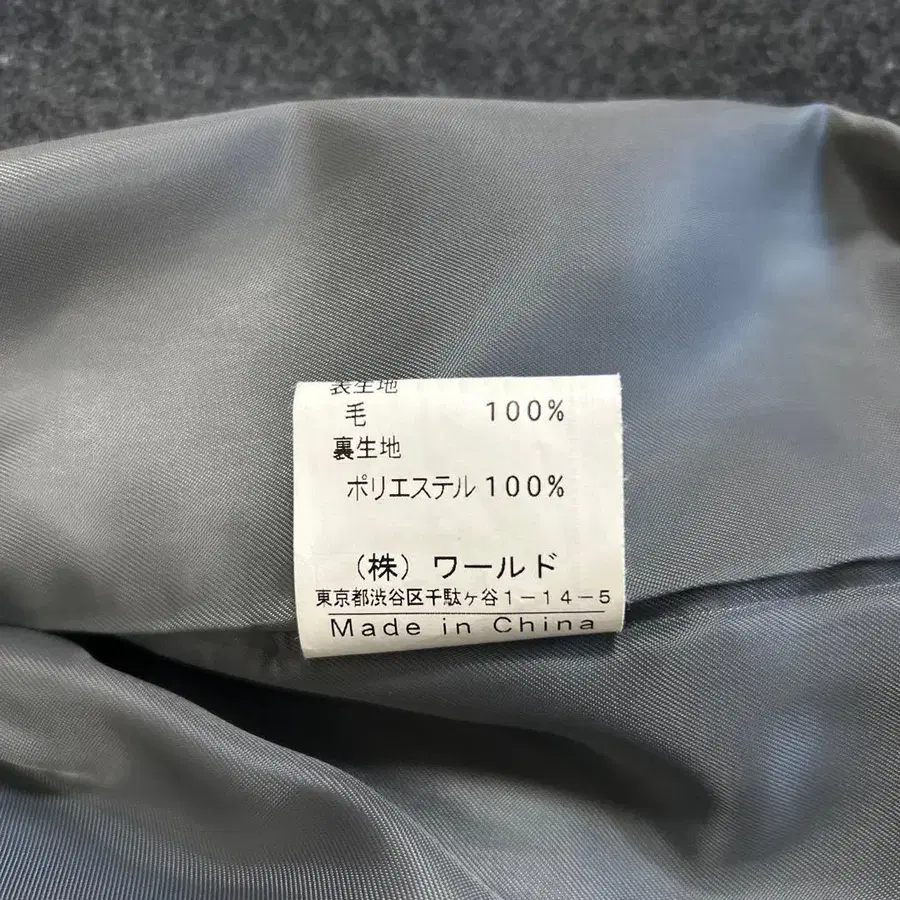 表生地
毛 100%
裏生地
ポリエステル 100%
(株) ワールド
東京都渋谷区千駄ヶ谷1-14-5
Made in China